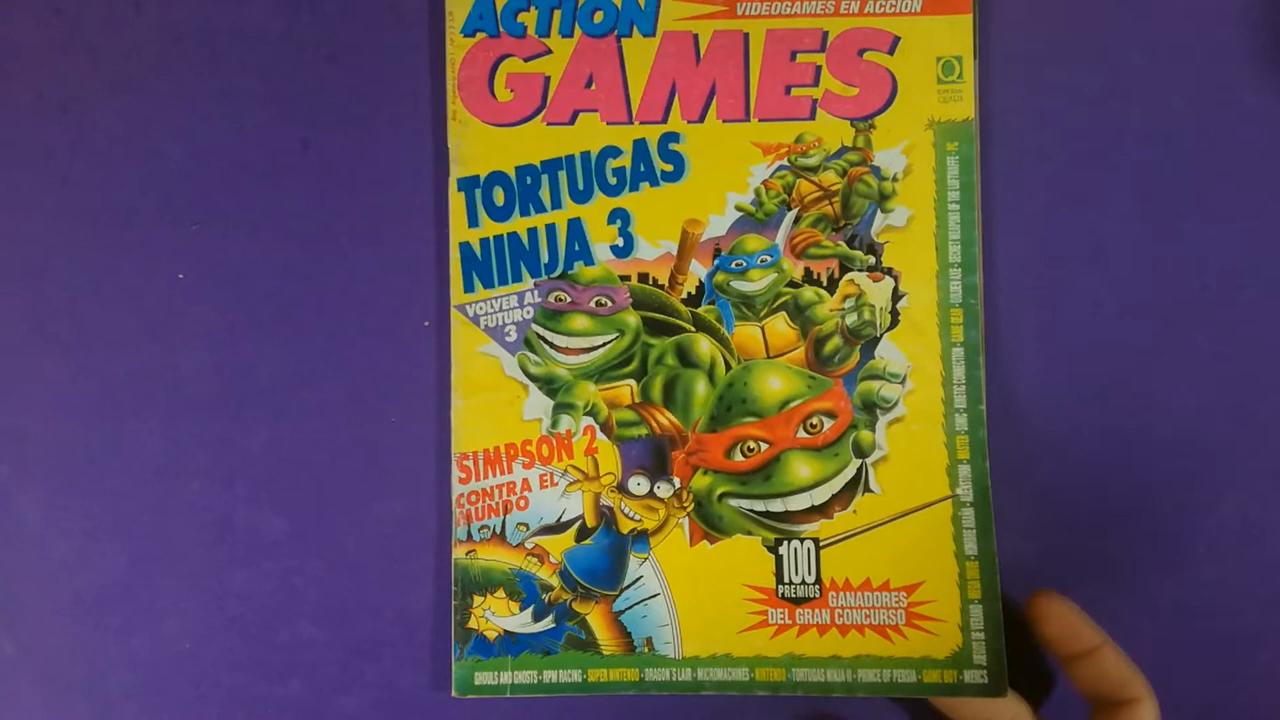 ACTION
VIDEOGAMES EN ACCIÓN
GAMES
TORTUGAS
NINJA 3
VOLVER AL
FUTURO
3
SIMPSON 2
CONTRA EL
MUNDO
100
PREMIOS
GANADORES
DEL GRAN CONCURSO
GHOULS AND GHOSTS · RPM RACING · SUPER NINTENDO · DRAGON'S LAIR · MICROMACHINES · NINTENDO · TORTUGAS NINJA II · PRINCE OF PERSIA · GAME BOY · MERCS
JUEGOS DE VERANO · MEGA DRIVE · HOMBRE ARAÑA · ALIENSTORM · MASTER · SONIC · KINETIC CONNECTION · GAME GEAR · GOLDEN AXE · SECRET WEAPONS OF THE LUFTWAFFE · PC